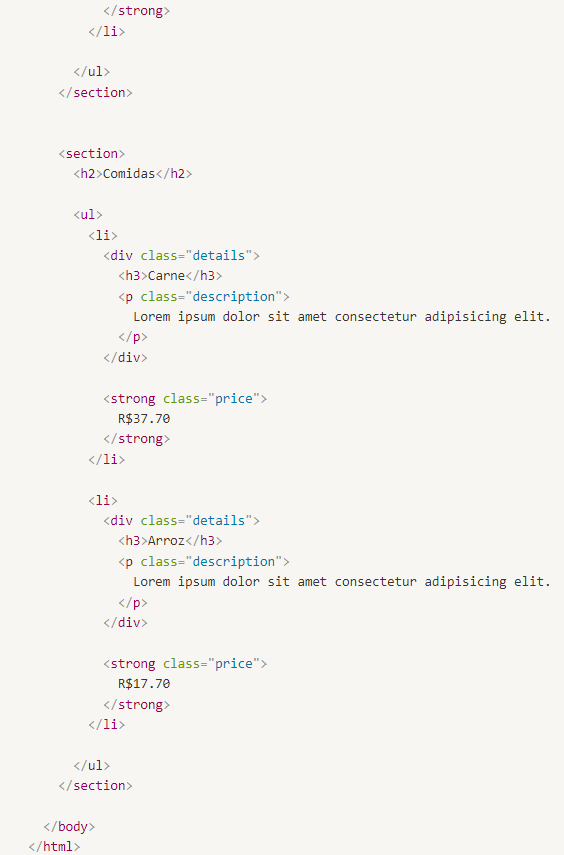 </strong>
</li>
</ul>
</section>
<section>
<h2>Comidas</h2>
<ul>
<li>
<div class="details">
<h3>Carne</h3>
<p class="description">
Lorem ipsum dolor sit amet consectetur adipisicing elit.
</p>
</div>
<strong class="price">
R$37.70
</strong>
</li>
<li>
<div class="details">
<h3>Arroz</h3>
<p class="description">
Lorem ipsum dolor sit amet consectetur adipisicing elit.
</p>
</div>
<strong class="price">
R$17.70
</strong>
</li>
</ul>
</section>
</body>
</html>